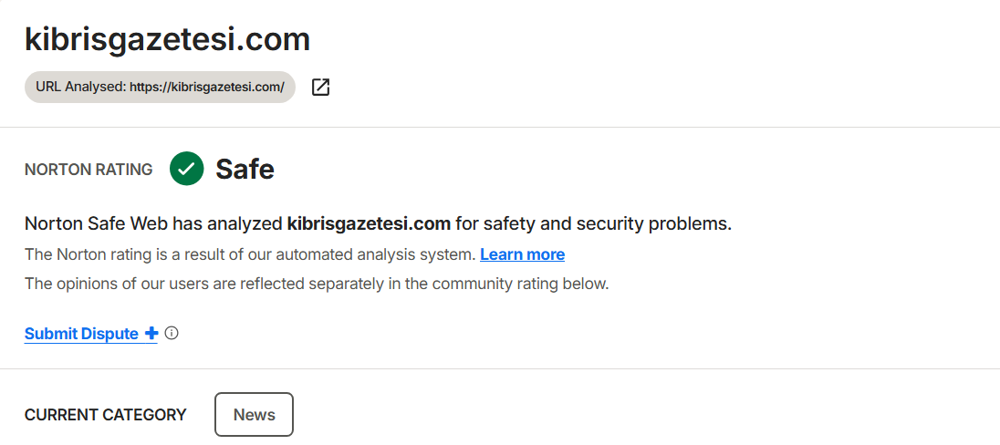 kibrisgazetesi.com
URL Analysed: https://kibrisgazetesi.com/
NORTON RATING Safe
Norton Safe Web has analyzed kibrisgazetesi.com for safety and security problems.
The Norton rating is a result of our automated analysis system. Learn more
The opinions of our users are reflected separately in the community rating below.
Submit Dispute +
CURRENT CATEGORY News